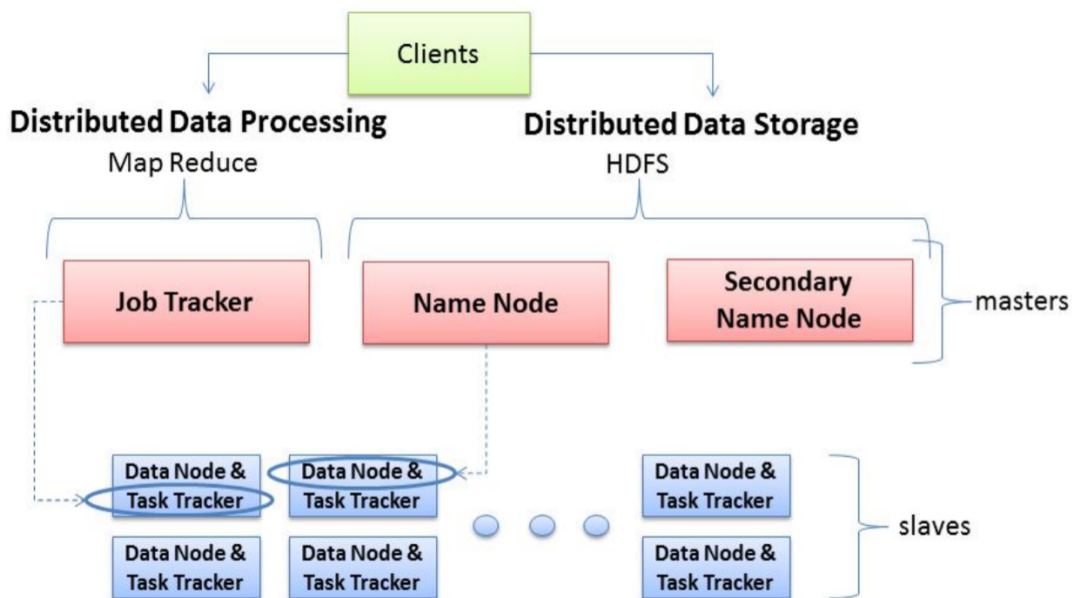 Clients
Distributed Data Processing
Map Reduce
Distributed Data Storage
HDFS
Job Tracker
Name Node
Secondary
Name Node
masters
Data Node &
Task Tracker
Data Node &
Task Tracker
Data Node &
Task Tracker
Data Node &
Task Tracker
Data Node &
Task Tracker
Data Node &
Task Tracker
slaves